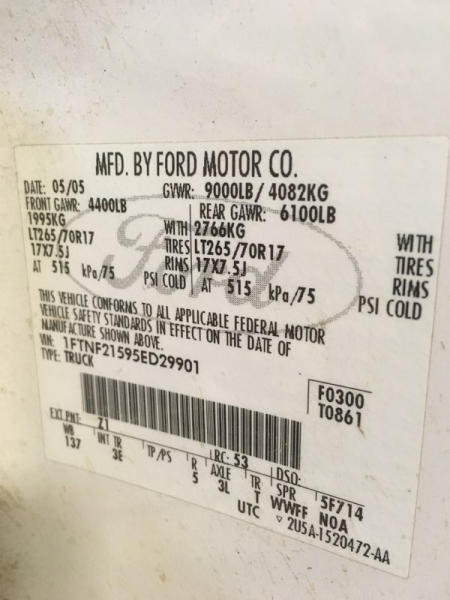 MFD. BY FORD MOTOR CO.
DATE: 05/05 GVWR: 9000LB/ 4082KG
FRONT GAWR: 4400LB REAR GAWR: 6100LB
1995KG WITH 2766KG WITH
LT265/70R17 TIRES LT265/70R17 TIRES
17X7.5J RIMS 17X7.5J RIMS
AT 515 kPa/75 PSI COLD AT 515 kPa/75 PSI COLD
THIS VEHICLE CONFORMS TO ALL APPLICABLE FEDERAL MOTOR
VEHICLE SAFETY STANDARDS IN EFFECT ON THE DATE OF
MANUFACTURE SHOWN ABOVE.
VIN: 1FTNF21595ED29901
TYPE: TRUCK
F0300
T0861
EXT PNT: Z1 RC: 53 DSO:
WB INT TR TP/PS R AXLE TR SPR 5F714
137 3E 5 3L T WWFF NOA
UTC ▽ 2U5A-1520472-AA
Ford